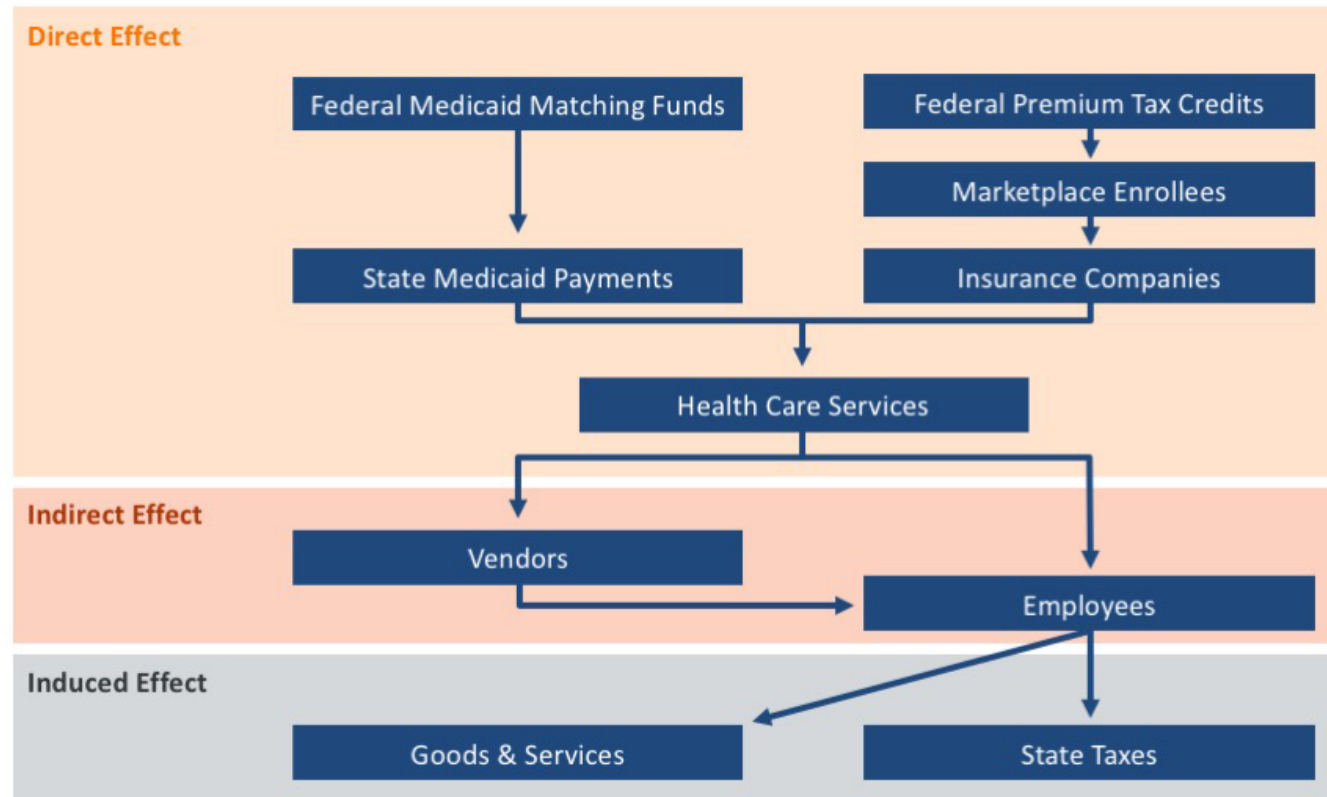 Direct Effect
Federal Medicaid Matching Funds
Federal Premium Tax Credits
Marketplace Enrollees
State Medicaid Payments
Insurance Companies
Health Care Services
Indirect Effect
Vendors
Employees
Induced Effect
Goods & Services
State Taxes